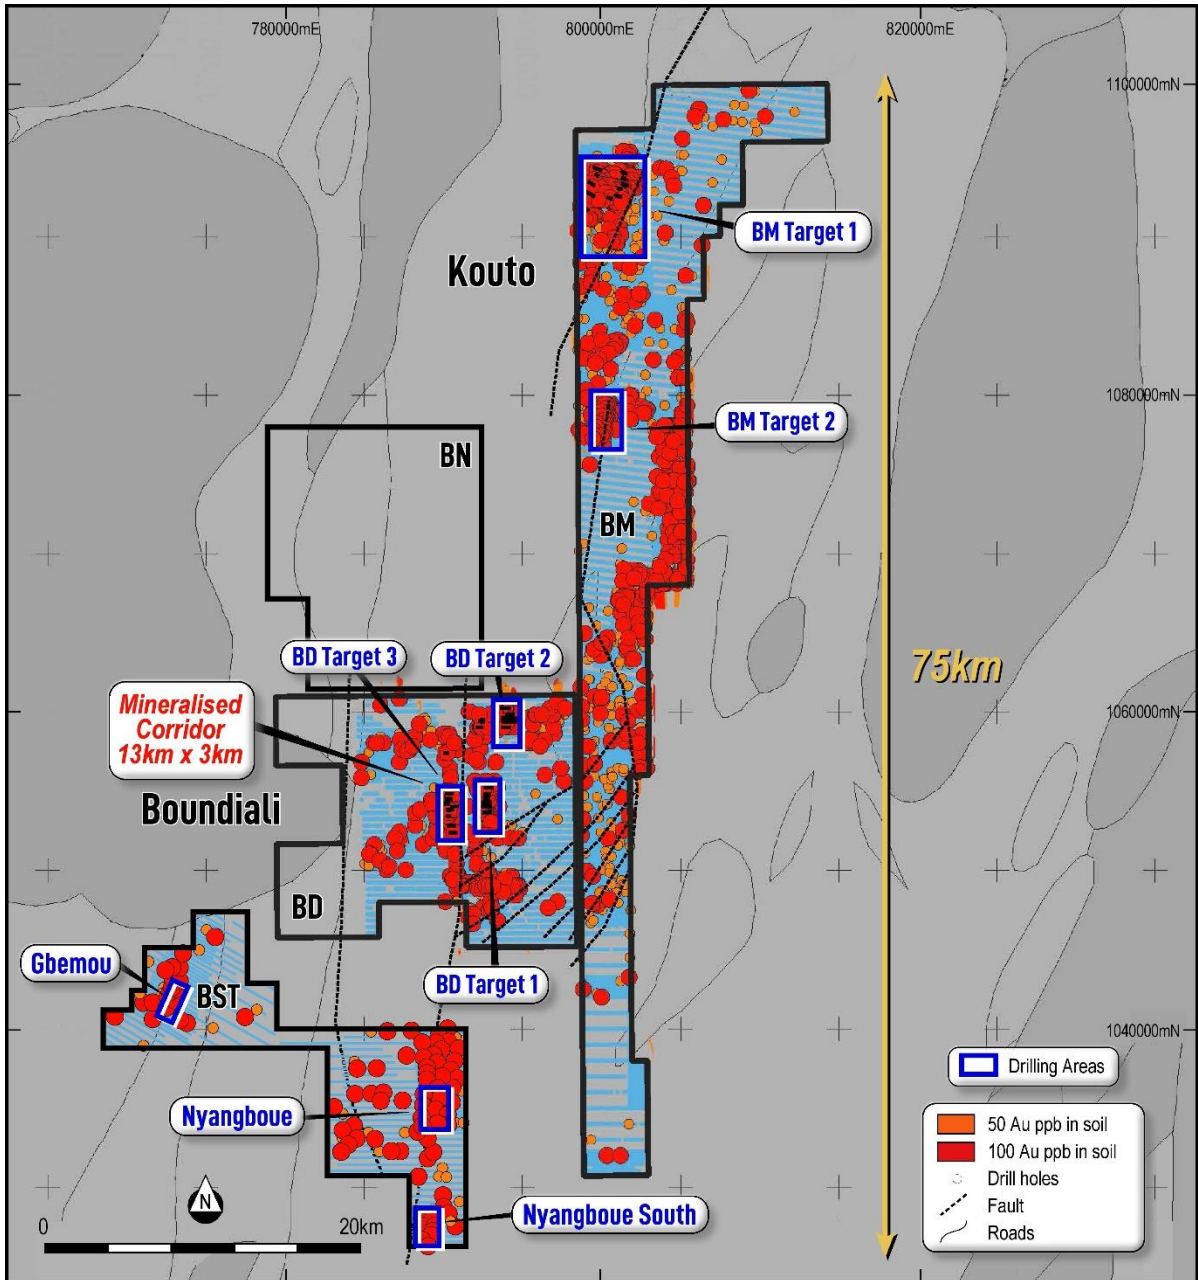 780000mE
800000mE
820000mE
1100000mN
BM Target 1
Kouto
1080000mN
BM Target 2
BN
BM
BD Target 3
BD Target 2
75km
Mineralised
Corridor
13km x 3km
1060000mN
Boundiali
BD
Gbemou
BST
BD Target 1
1040000mN
Nyangboue
Nyangboue South
N
0
20km
Drilling Areas
50 Au ppb in soil
100 Au ppb in soil
Drill holes
Fault
Roads